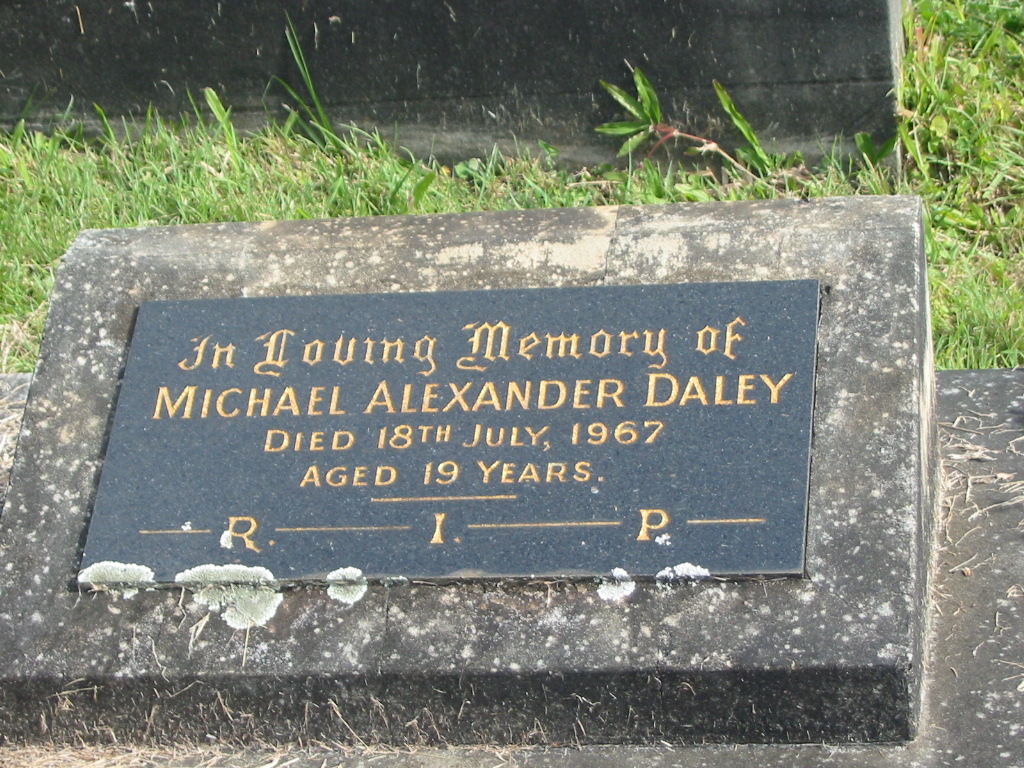 In Loving Memory of
MICHAEL ALEXANDER DALEY
DIED 18TH JULY, 1967
AGED 19 YEARS.
R. I. P.